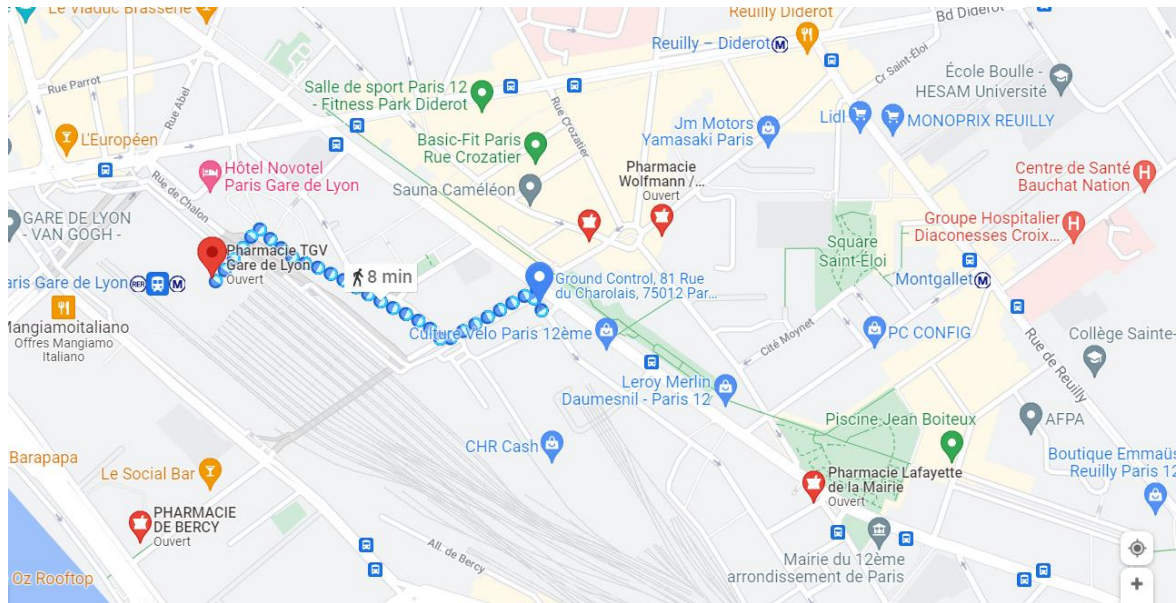 Le Viaduc Brasserie
Reuilly Diderot
Bd Diderot
Reuilly – Diderot
M
Cr Saint-Éloi
École Boulle -
HESAM Université
Rue Parrot
Rue Abel
Salle de sport Paris 12
- Fitness Park Diderot
Rue Crozatier
Lidl
MONOPRIX REUILLY
L'Européen
Basic-Fit Paris
Rue Crozatier
Jm Motors
Yamasaki Paris
Hôtel Novotel
Paris Gare de Lyon
Rue de Chalon
Sauna Caméléon
Pharmacie
Wolfmann /...
Ouvert
Centre de Santé
Bauchat Nation
H
GARE DE LYON
- VAN GOGH -
Groupe Hospitalier
Diaconesses Croix...
H
Square
Saint-Éloi
Pharmacie TGV
Gare de Lyon
Ouvert
8 min
Ground Control, 81 Rue
du Charolais, 75012 Par...
Montgallet
M
aris Gare de Lyon
RER
M
Mangiamoitaliano
Offres Mangiamo
Italiano
Culture Vélo Paris 12ème
PC CONFIG
Cité Moynet
Collège Sainte-
Rue de Reuilly
Leroy Merlin
Daumesnil - Paris 12
Piscine Jean Boiteux
AFPA
CHR Cash
Barapapa
Le Social Bar
Boutique Emmaüs
Reuilly Paris 12
Pharmacie Lafayette
de la Mairie
Ouvert
PHARMACIE
DE BERCY
Ouvert
All. de Bercy
Mairie du 12ème
arrondissement de Paris
Oz Rooftop
+